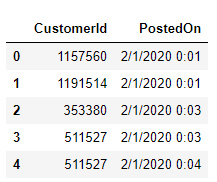 CustomerId PostedOn
0 1157560 2/1/2020 0:01
1 1191514 2/1/2020 0:01
2 353380 2/1/2020 0:03
3 511527 2/1/2020 0:03
4 511527 2/1/2020 0:04